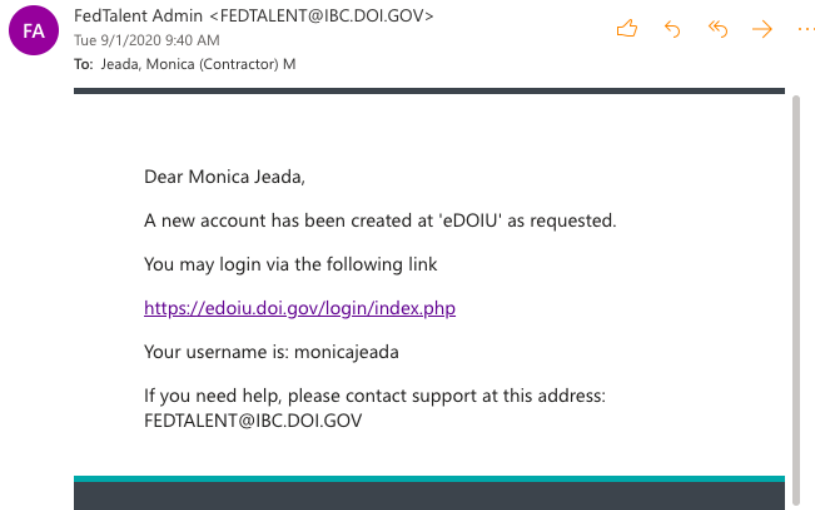 FA
FedTalent Admin <FEDTALENT@IBC.DOI.GOV>
Tue 9/1/2020 9:40 AM
To: Jeada, Monica (Contractor) M
Dear Monica Jeada,
A new account has been created at 'eDOIU' as requested.
You may login via the following link
https://edoiu.doi.gov/login/index.php
Your username is: monicajeada
If you need help, please contact support at this address:
FEDTALENT@IBC.DOI.GOV